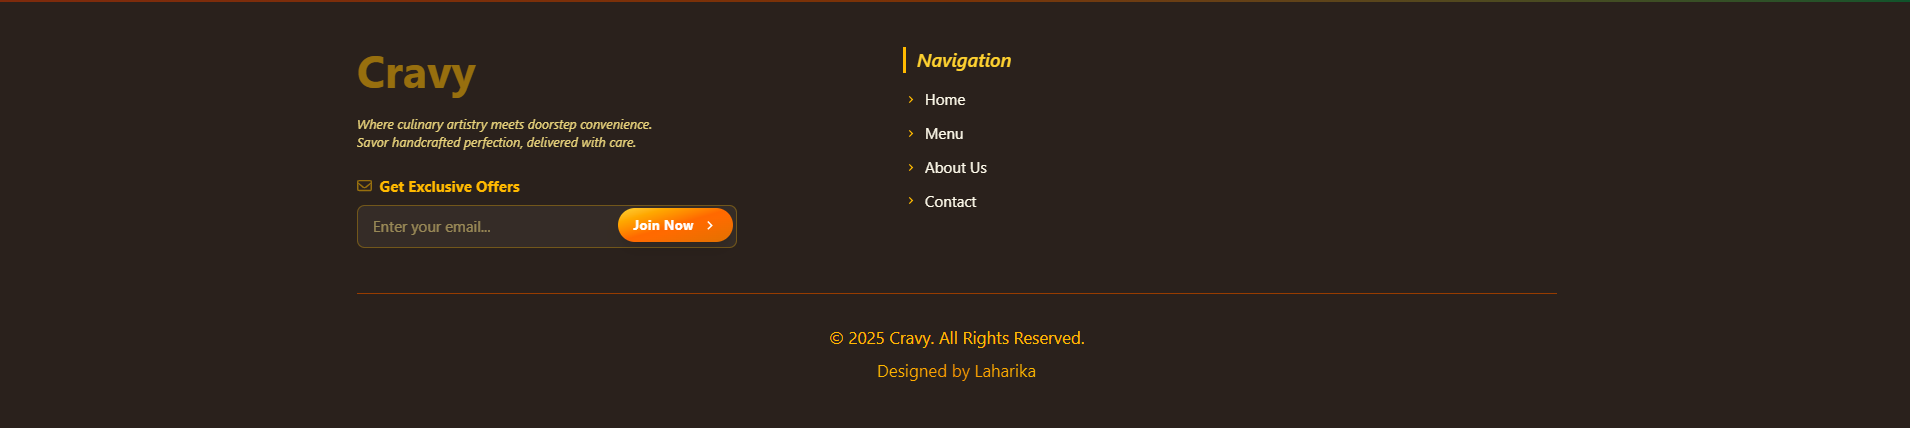 Cravy
Where culinary artistry meets doorstep convenience.
Savor handcrafted perfection, delivered with care.
Get Exclusive Offers
Enter your email...
Join Now
Navigation
Home
Menu
About Us
Contact
© 2025 Cravy. All Rights Reserved.
Designed by Laharika